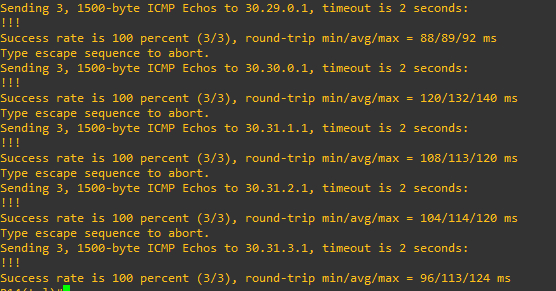 Sending 3, 1500-byte ICMP Echos to 30.29.0.1, timeout is 2 seconds:
!!!
Success rate is 100 percent (3/3), round-trip min/avg/max = 88/89/92 ms
Type escape sequence to abort.
Sending 3, 1500-byte ICMP Echos to 30.30.0.1, timeout is 2 seconds:
!!!
Success rate is 100 percent (3/3), round-trip min/avg/max = 120/132/140 ms
Type escape sequence to abort.
Sending 3, 1500-byte ICMP Echos to 30.31.1.1, timeout is 2 seconds:
!!!
Success rate is 100 percent (3/3), round-trip min/avg/max = 108/113/120 ms
Type escape sequence to abort.
Sending 3, 1500-byte ICMP Echos to 30.31.2.1, timeout is 2 seconds:
!!!
Success rate is 100 percent (3/3), round-trip min/avg/max = 104/114/120 ms
Type escape sequence to abort.
Sending 3, 1500-byte ICMP Echos to 30.31.3.1, timeout is 2 seconds:
!!!
Success rate is 100 percent (3/3), round-trip min/avg/max = 96/113/124 ms